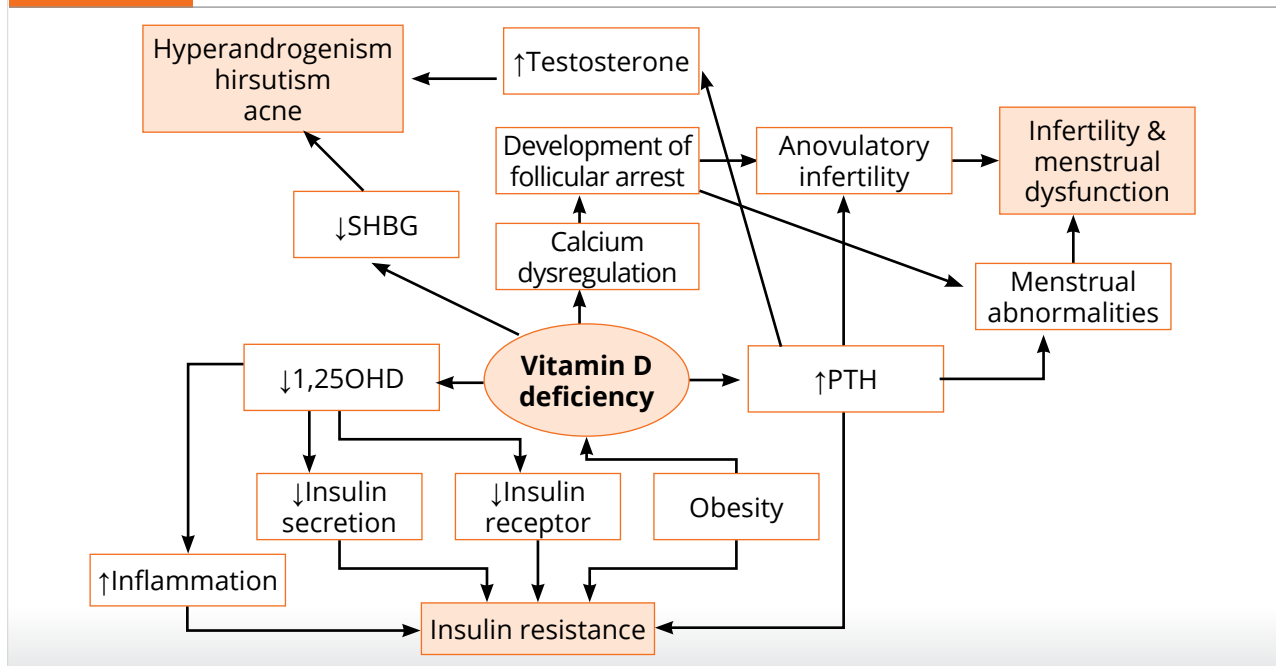 Hyperandrogenism
hirsutism
acne
↑Testosterone
Development of
follicular arrest
Anovulatory
infertility
Infertility &
menstrual
dysfunction
↓SHBG
Calcium
dysregulation
Menstrual
abnormalities
↓1,25OHD
Vitamin D
deficiency
↑PTH
↓Insulin
secretion
↓Insulin
receptor
Obesity
↑Inflammation
Insulin resistance